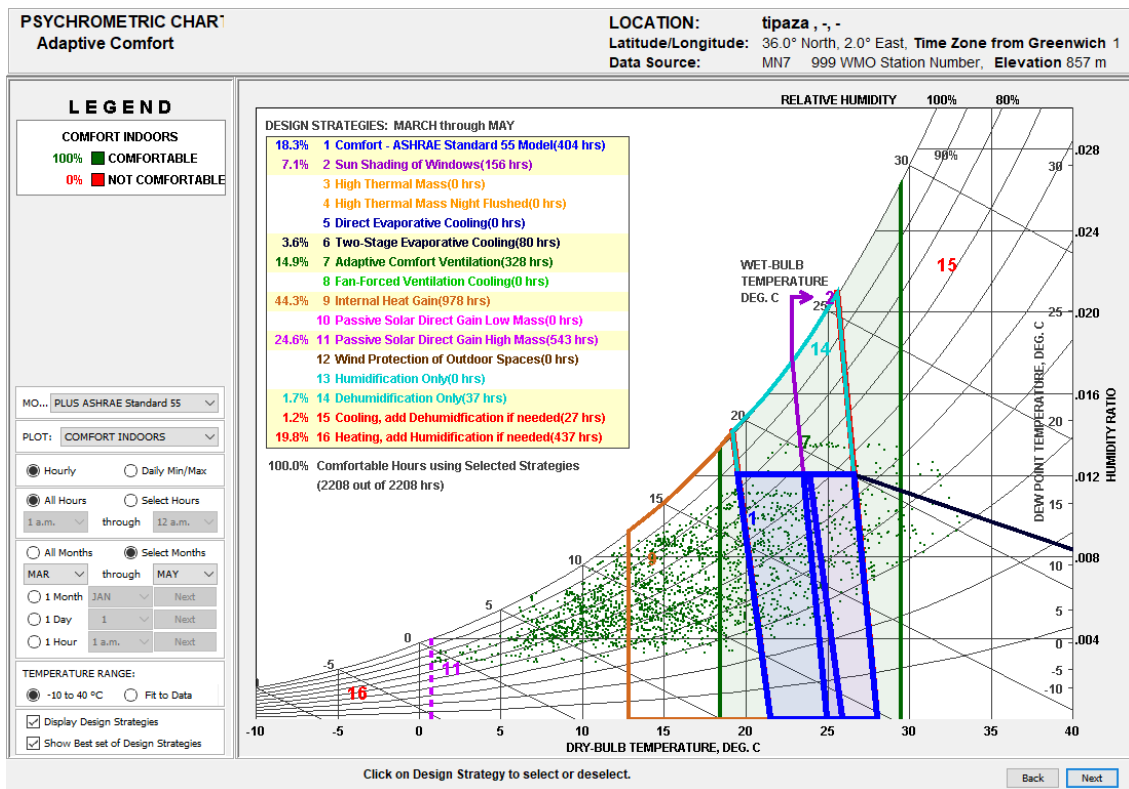 PSYCHROMETRIC CHART
Adaptive Comfort
LOCATION: tipaza , -, -
Latitude/Longitude: 36.0° North, 2.0° East, Time Zone from Greenwich 1
Data Source: MN7 999 WMO Station Number, Elevation 857 m
LEGEND
COMFORT INDOORS
100% COMFORTABLE
0% NOT COMFORTABLE
MO... PLUS ASHRAE Standard 55
PLOT: COMFORT INDOORS
Hourly Daily Min/Max
All Hours Select Hours
1 a.m. through 12 a.m.
All Months Select Months
MAR through MAY
1 Month JAN Next
1 Day 1 Next
1 Hour 1 a.m. Next
TEMPERATURE RANGE:
-10 to 40 °C Fit to Data
Display Design Strategies
Show Best set of Design Strategies
RELATIVE HUMIDITY 100% 80%
DESIGN STRATEGIES: MARCH through MAY
18.3% 1 Comfort - ASHRAE Standard 55 Model(404 hrs)
7.1% 2 Sun Shading of Windows(156 hrs)
3 High Thermal Mass(0 hrs)
4 High Thermal Mass Night Flushed(0 hrs)
5 Direct Evaporative Cooling(0 hrs)
3.6% 6 Two-Stage Evaporative Cooling(80 hrs)
14.9% 7 Adaptive Comfort Ventilation(328 hrs)
8 Fan-Forced Ventilation Cooling(0 hrs)
44.3% 9 Internal Heat Gain(978 hrs)
10 Passive Solar Direct Gain Low Mass(0 hrs)
24.6% 11 Passive Solar Direct Gain High Mass(543 hrs)
12 Wind Protection of Outdoor Spaces(0 hrs)
13 Humidification Only(0 hrs)
1.7% 14 Dehumidification Only(37 hrs)
1.2% 15 Cooling, add Dehumidfication if needed(27 hrs)
19.8% 16 Heating, add Humidification if needed(437 hrs)
100.0% Comfortable Hours using Selected Strategies
(2208 out of 2208 hrs)
WET-BULB
TEMPERATURE
DEG. C
90%
30
30
.028
.024
15
2
25
25
.020
14
.016
20
20
7
.012
15
15
1
10
9
10
.008
5
5
0
0
.004
-5
-5
-10
11
16
DEW POINT TEMPERATURE, DEG. C
HUMIDITY RATIO
-10 -5 0 5 10 15 20 25 30 35 40
DRY-BULB TEMPERATURE, DEG. C
Click on Design Strategy to select or deselect.
Back Next